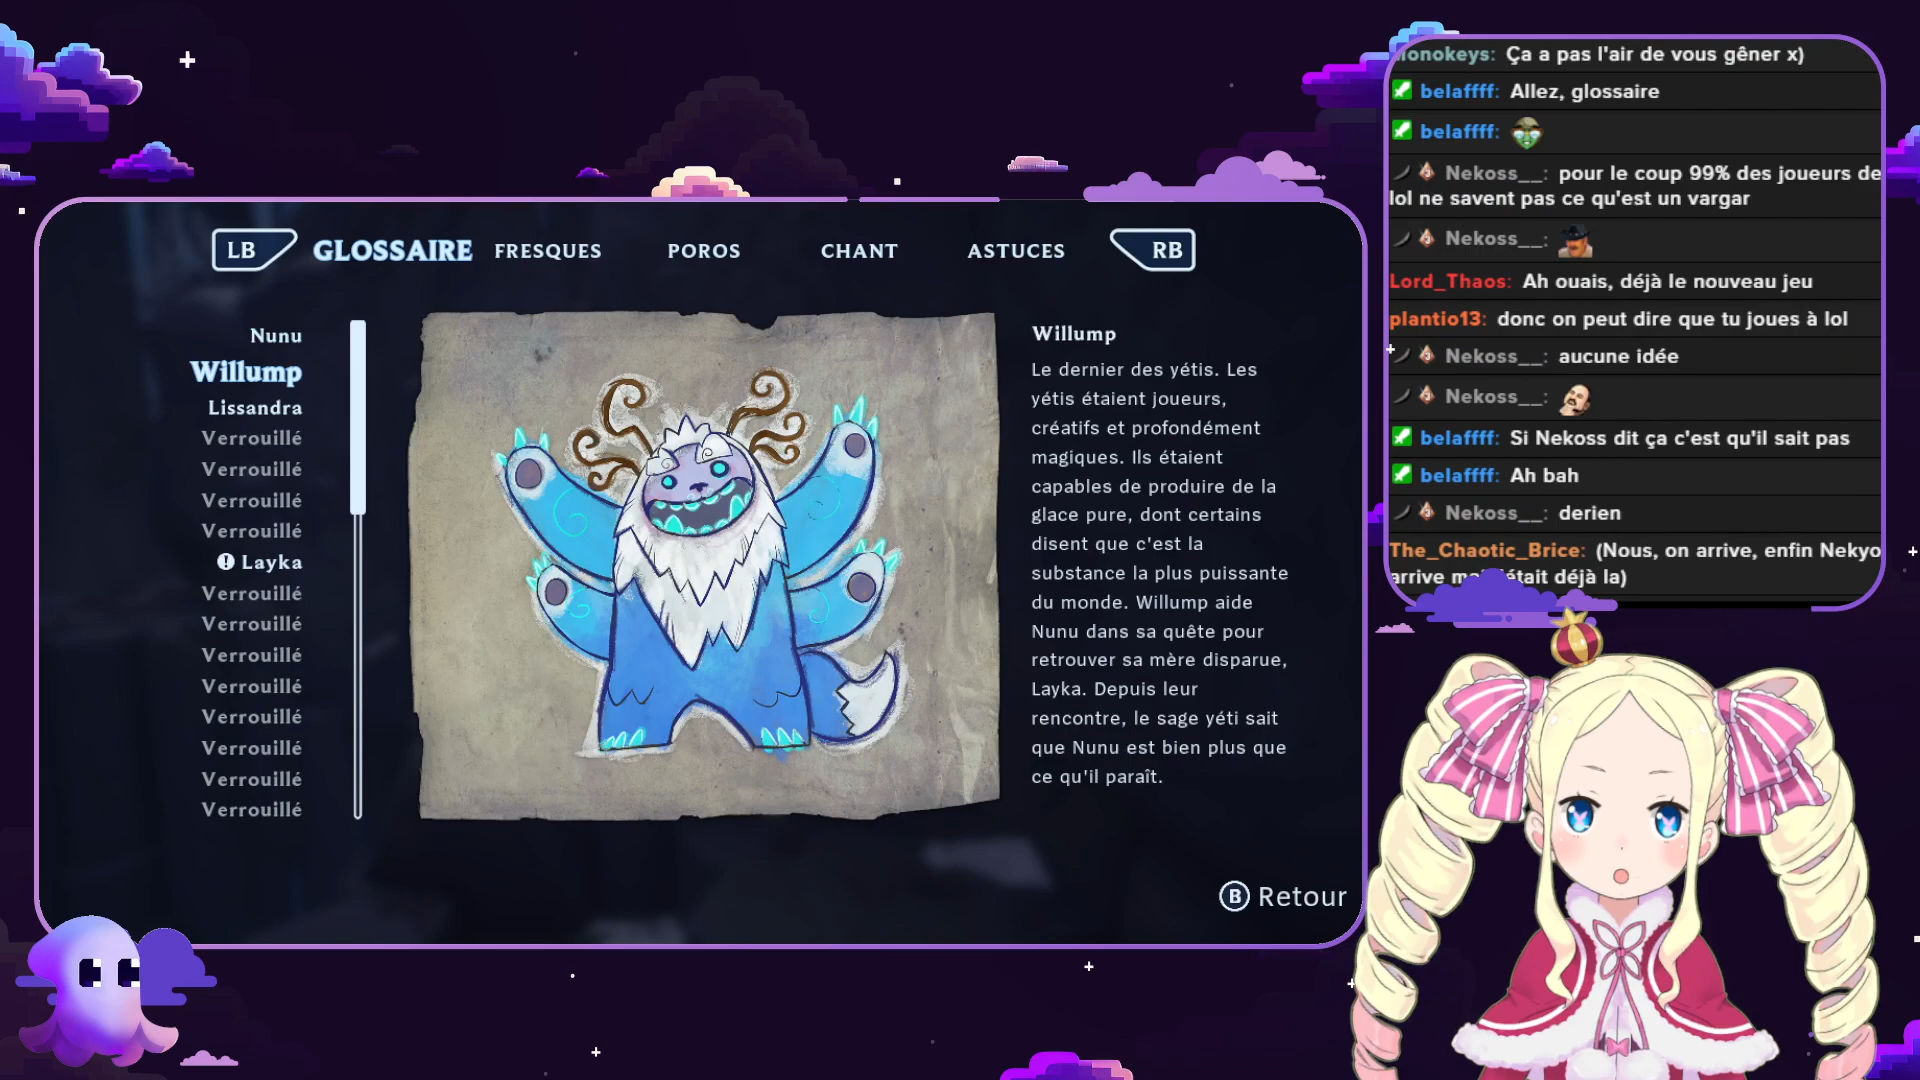 LB GLOSSAIRE FRESQUES POROS CHANT ASTUCES RB
Nunu
Willump
Lissandra
Verrouillé
Verrouillé
Verrouillé
Verrouillé
Layka
Verrouillé
Verrouillé
Verrouillé
Verrouillé
Verrouillé
Verrouillé
Verrouillé
Verrouillé
Willump
Le dernier des yétis. Les
yétis étaient joueurs,
créatifs et profondément
magiques. Ils étaient
capables de produire de la
glace pure, dont certains
disent que c'est la
substance la plus puissante
du monde. Willump aide
Nunu dans sa quête pour
retrouver sa mère disparue,
Layka. Depuis leur
rencontre, le sage yéti sait
que Nunu est bien plus que
ce qu'il paraît.
B Retour
Ça a pas l'air de vous gêner x)
belaffff: Allez, glossaire
belaffff:
Nekoss__: pour le coup 99% des joueurs de
lol ne savent pas ce qu'est un vargar
Nekoss__:
Lord_Thaos: Ah ouais, déjà le nouveau jeu
plantio13: donc on peut dire que tu joues à lol
Nekoss__: aucune idée
Nekoss__:
belaffff: Si Nekoss dit ça c'est qu'il sait pas
belaffff: Ah bah
Nekoss__: derien
The_Chaotic_Brice: (Nous, on arrive, enfin Nekyo
arrive déjà la)